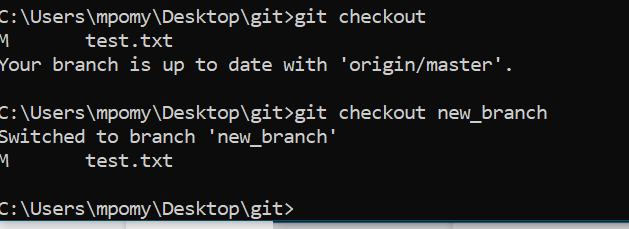 C:\Users\mpomy\Desktop\git>git checkout
M       test.txt
Your branch is up to date with 'origin/master'.
C:\Users\mpomy\Desktop\git>git checkout new_branch
Switched to branch 'new_branch'
M       test.txt
C:\Users\mpomy\Desktop\git>